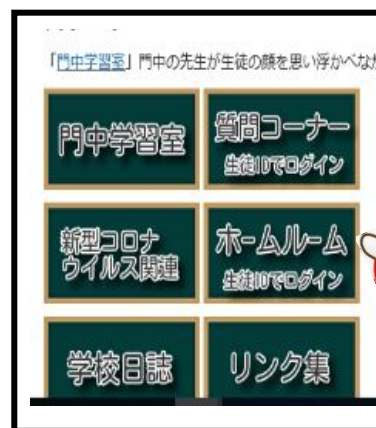 「門中学習室」門中の先生が生徒の顔を思い浮かべなが
門中学習室
質問コーナー
生徒IDでログイン
新型コロナ
ウイルス関連
ホームルーム
生徒IDでログイン
学校日誌
リンク集